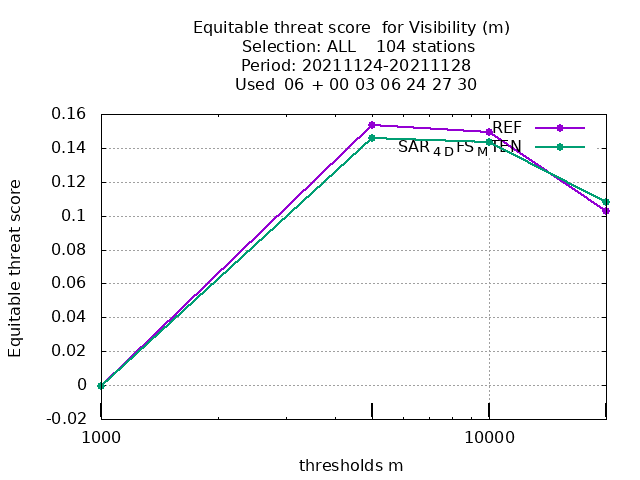 Equitable threat score  for Visibility (m)
Selection: ALL    104 stations
Period: 20211124-20211128
Used  06 + 00 03 06 24 27 30
0.16
0.14
0.12
0.1
0.08
0.06
0.04
0.02
0
-0.02
Equitable threat score
REF
SAR4DFSMTEN
1000
10000
thresholds m